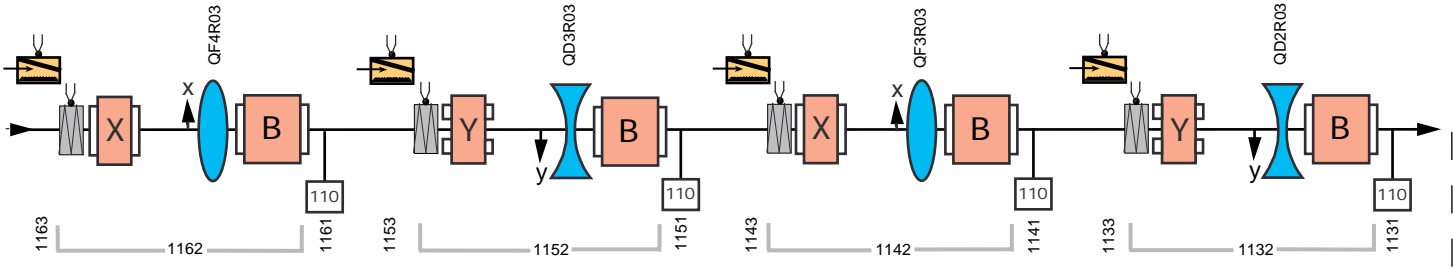 QF4R03
QD3R03
QF3R03
QD2R03
x
X
B
110
Y
y
B
110
x
X
B
110
Y
y
B
110
1163
1162
1161
1153
1152
1151
1143
1142
1141
1133
1132
1131